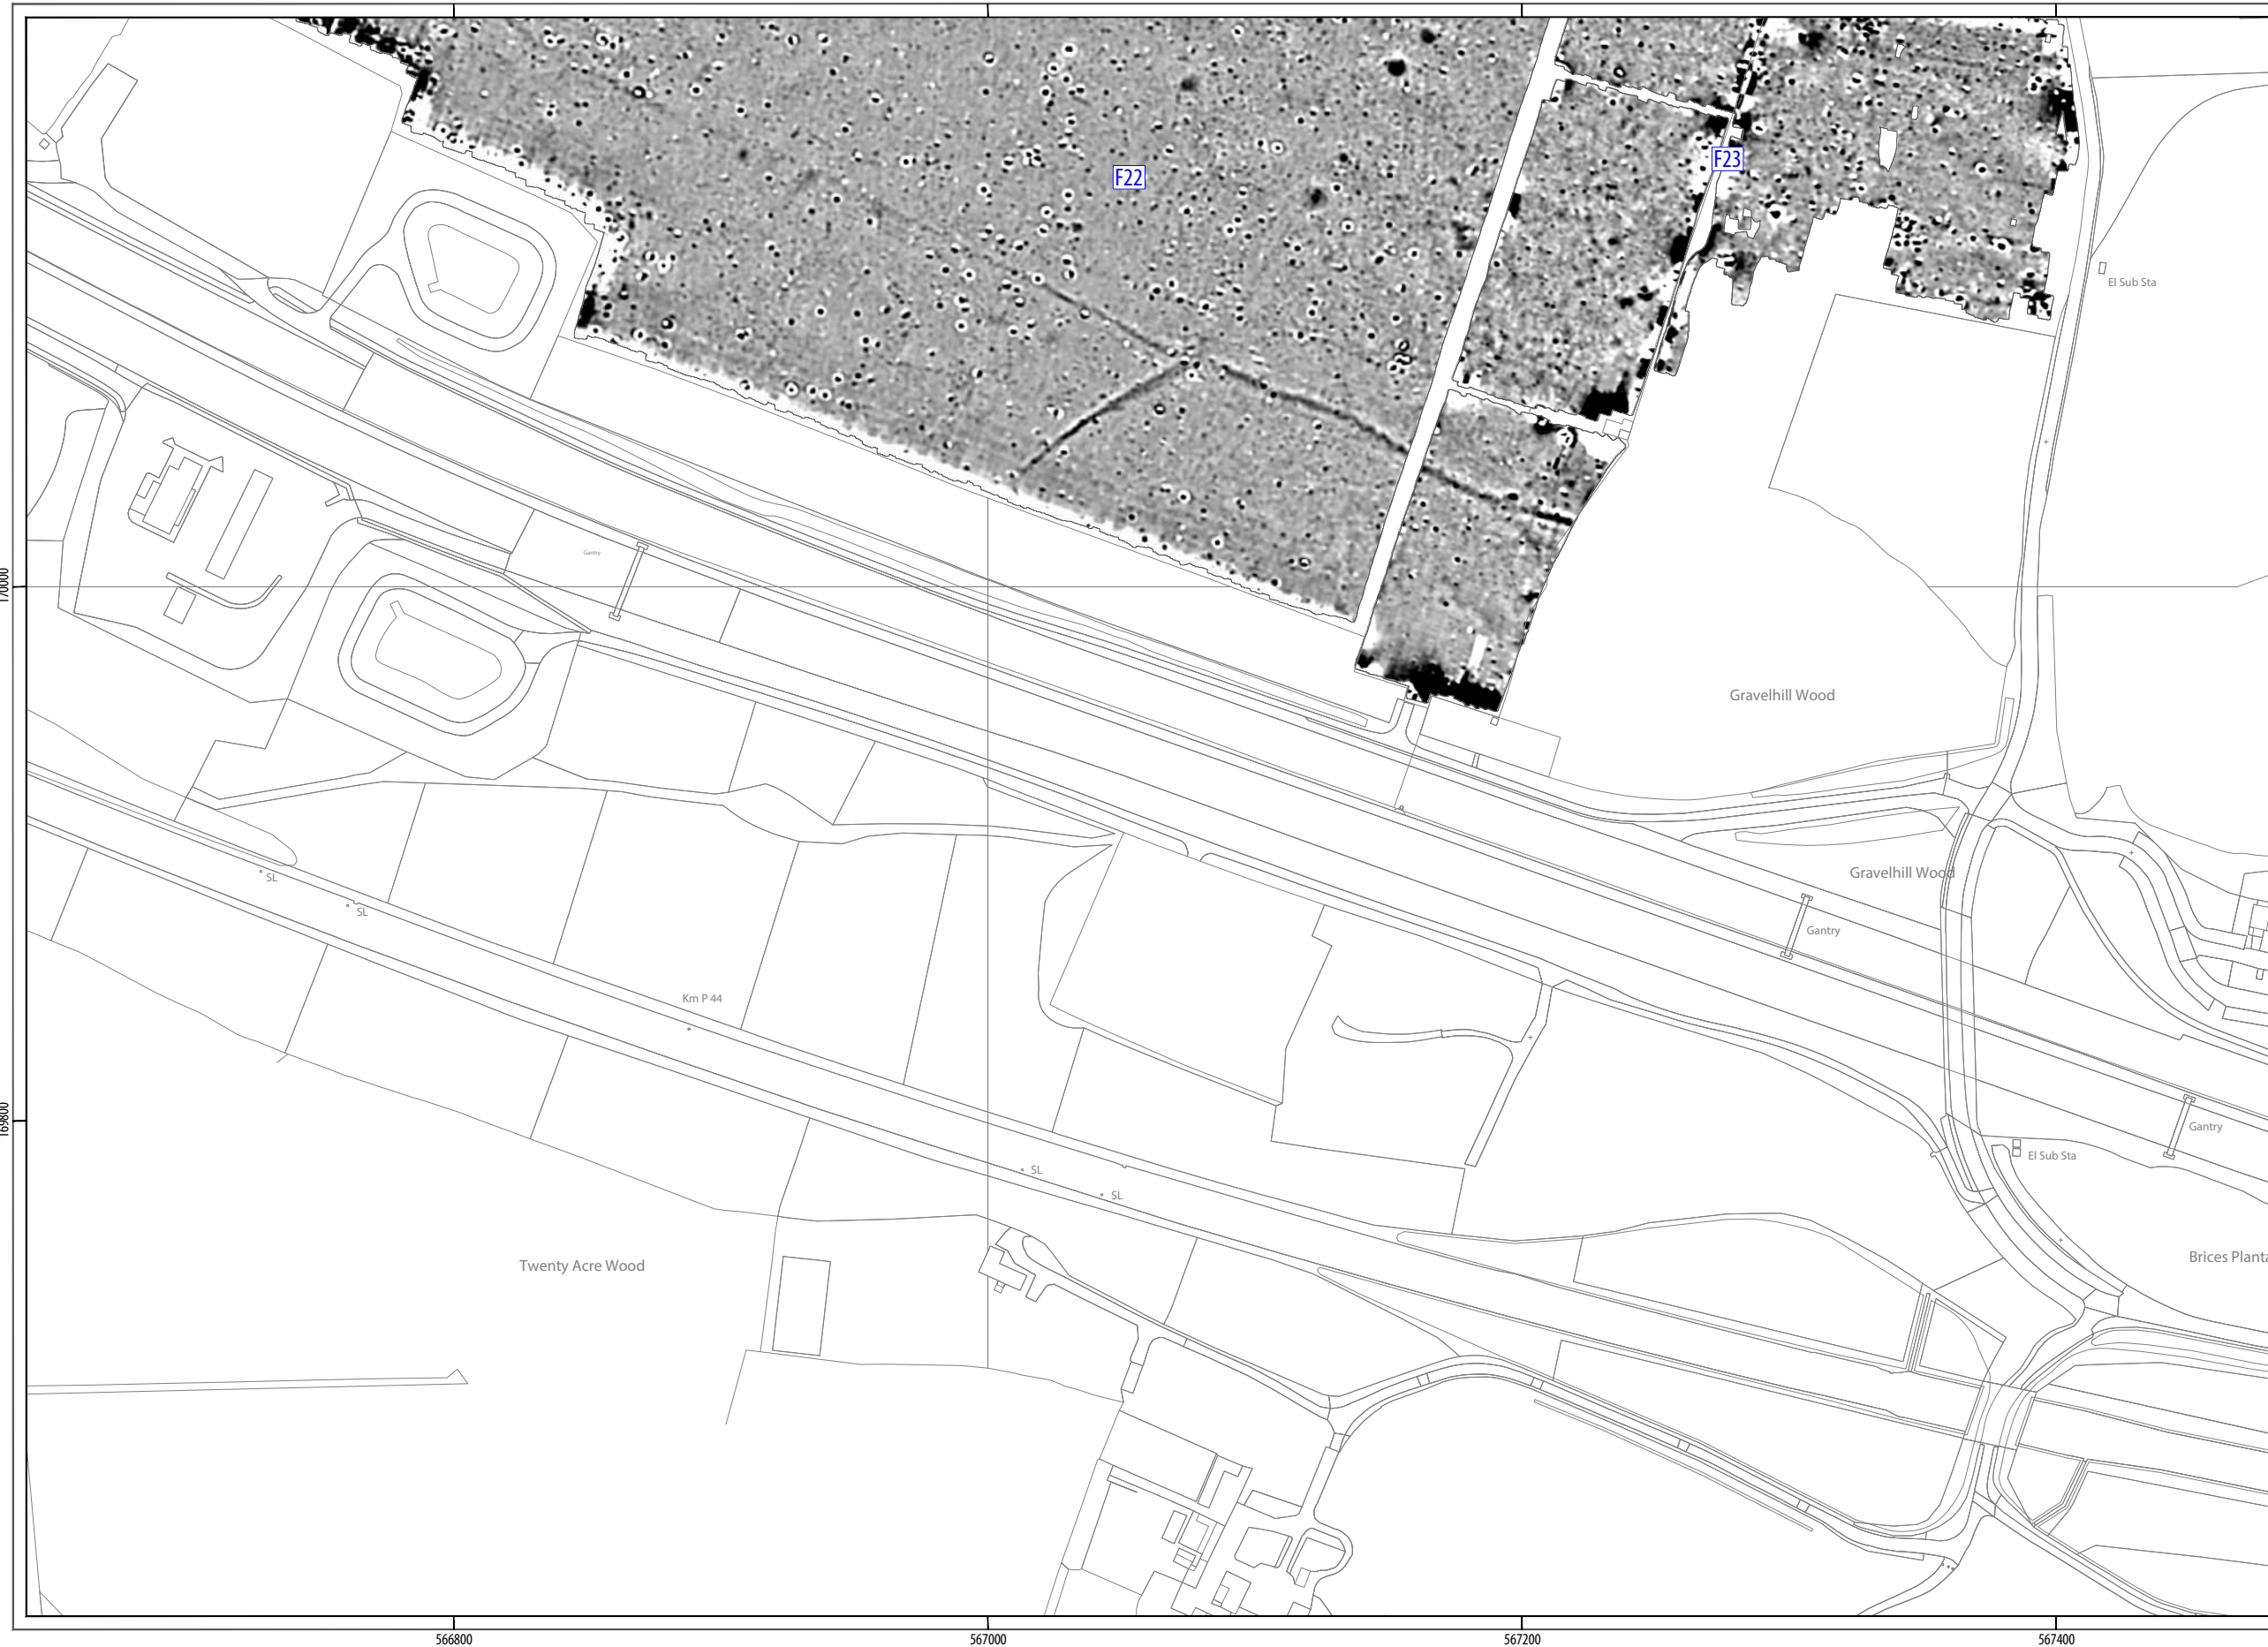 F22
F23
El Sub Sta
Gantry
170000
Gravelhill Wood
Gravelhill Wood
SL
SL
Gantry
Km P 44
169800
Gantry
El Sub Sta
SL
SL
Twenty Acre Wood
Brices Planta
566800
567000
567200
567400